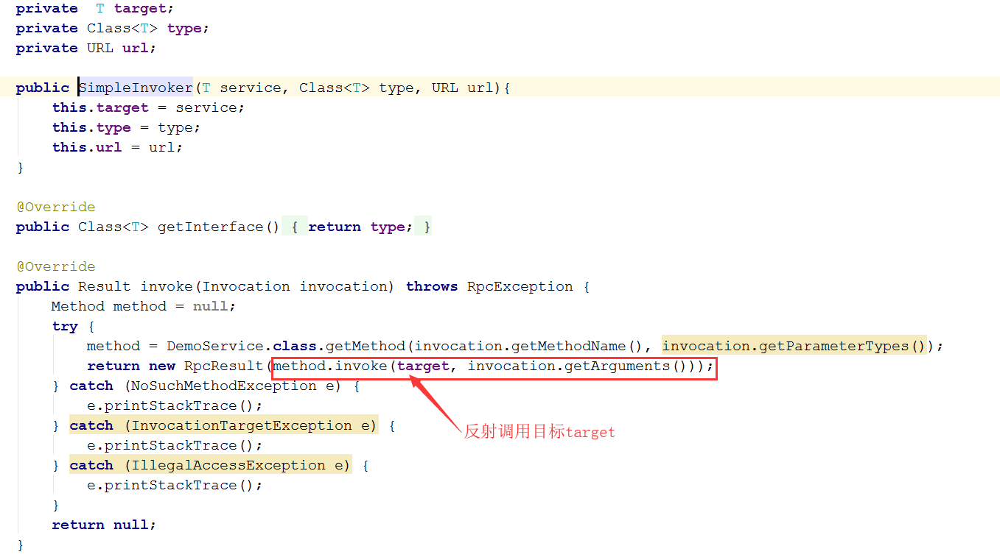 private  T target;
private Class<T> type;
private URL url;
public SimpleInvoker(T service, Class<T> type, URL url){
this.target = service;
this.type = type;
this.url = url;
}
@Override
public Class<T> getInterface() { return type; }
@Override
public Result invoke(Invocation invocation) throws RpcException {
Method method = null;
try {
method = DemoService.class.getMethod(invocation.getMethodName(), invocation.getParameterTypes());
return new RpcResult(method.invoke(target, invocation.getArguments()));
} catch (NoSuchMethodException e) {
e.printStackTrace();
} catch (InvocationTargetException e) {
反射调用目标target
e.printStackTrace();
} catch (IllegalAccessException e) {
e.printStackTrace();
}
return null;
}